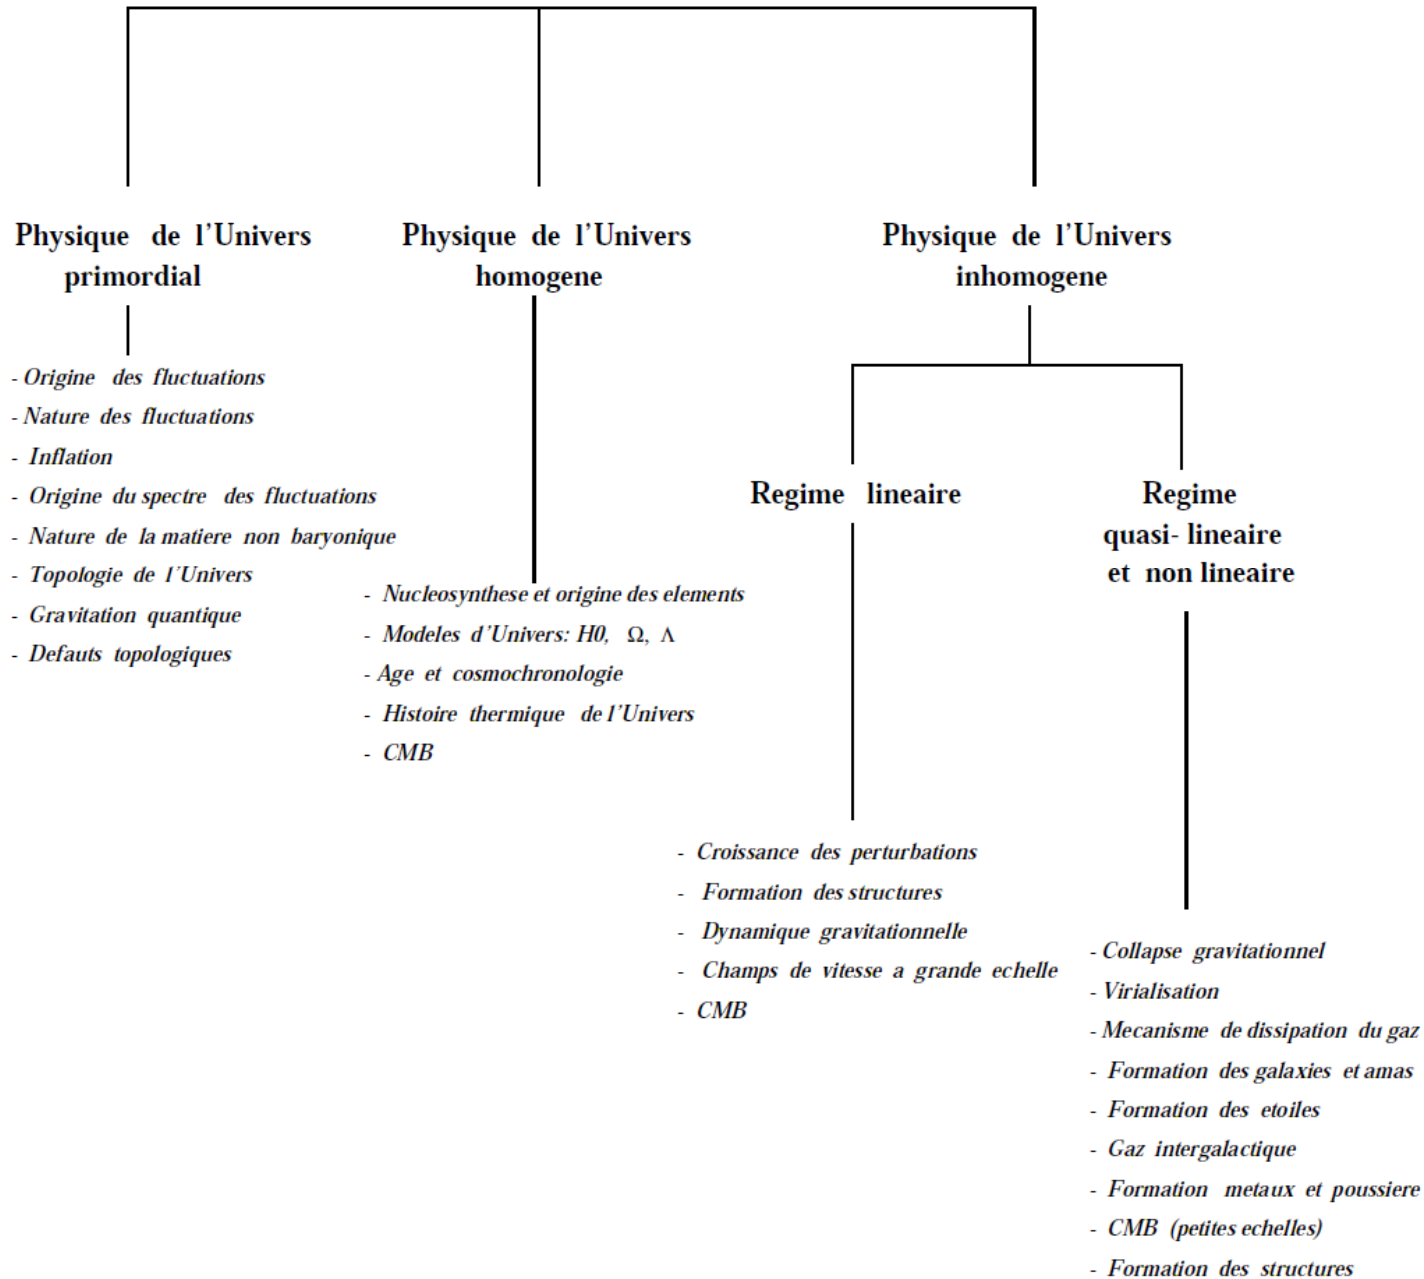 Physique de l'Univers
primordial
- Origine des fluctuations
- Nature des fluctuations
- Inflation
- Origine du spectre des fluctuations
- Nature de la matiere non baryonique
- Topologie de l'Univers
- Gravitation quantique
- Defauts topologiques
Physique de l'Univers
homogene
- Nucleosynthese et origine des elements
- Modeles d'Univers: H0, Ω, Λ
- Age et cosmochronologie
- Histoire thermique de l'Univers
- CMB
Physique de l'Univers
inhomogene
Regime lineaire
- Croissance des perturbations
- Formation des structures
- Dynamique gravitationnelle
- Champs de vitesse a grande echelle
- CMB
Regime
quasi- lineaire
et non lineaire
- Collapse gravitationnel
- Virialisation
- Mecanisme de dissipation du gaz
- Formation des galaxies et amas
- Formation des etoiles
- Gaz intergalactique
- Formation metaux et poussiere
- CMB (petites echelles)
- Formation des structures